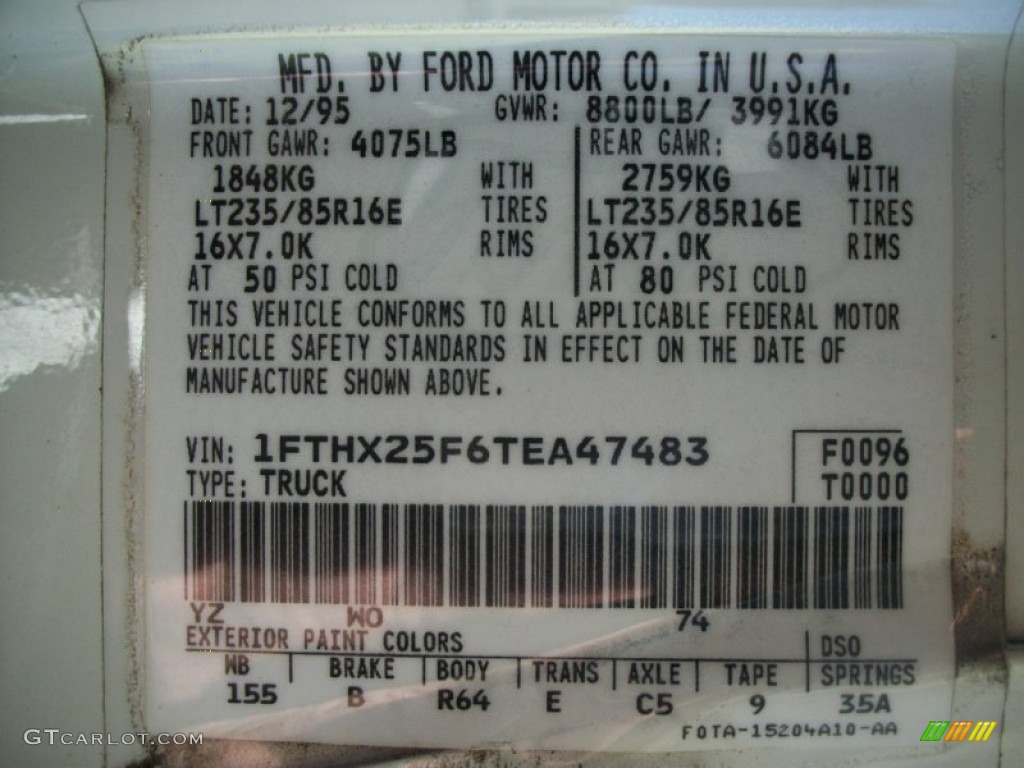 MFD. BY FORD MOTOR CO. IN U.S.A.
DATE: 12/95 GVWR: 8800LB/ 3991KG
FRONT GAWR: 4075LB REAR GAWR: 6084LB
1848KG WITH 2759KG WITH
LT235/85R16E TIRES LT235/85R16E TIRES
16X7.0K RIMS 16X7.0K RIMS
AT 50 PSI COLD AT 80 PSI COLD
THIS VEHICLE CONFORMS TO ALL APPLICABLE FEDERAL MOTOR
VEHICLE SAFETY STANDARDS IN EFFECT ON THE DATE OF
MANUFACTURE SHOWN ABOVE.
VIN: 1FTHX25F6TEA47483 F0096
TYPE: TRUCK T0000
YZ WO 74
EXTERIOR PAINT COLORS DSO
WB BRAKE BODY TRANS AXLE TAPE SPRINGS
155 B R64 E C5 9 35A
F0TA-15204A10-AA
GTCARLOT.COM